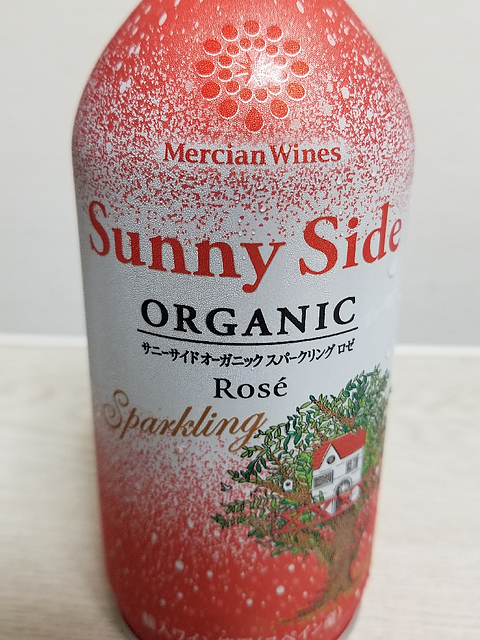 Mercian Wines
Sunny Side
ORGANIC
サニーサイド オーガニック スパークリング ロゼ
Rosé
Sparkling